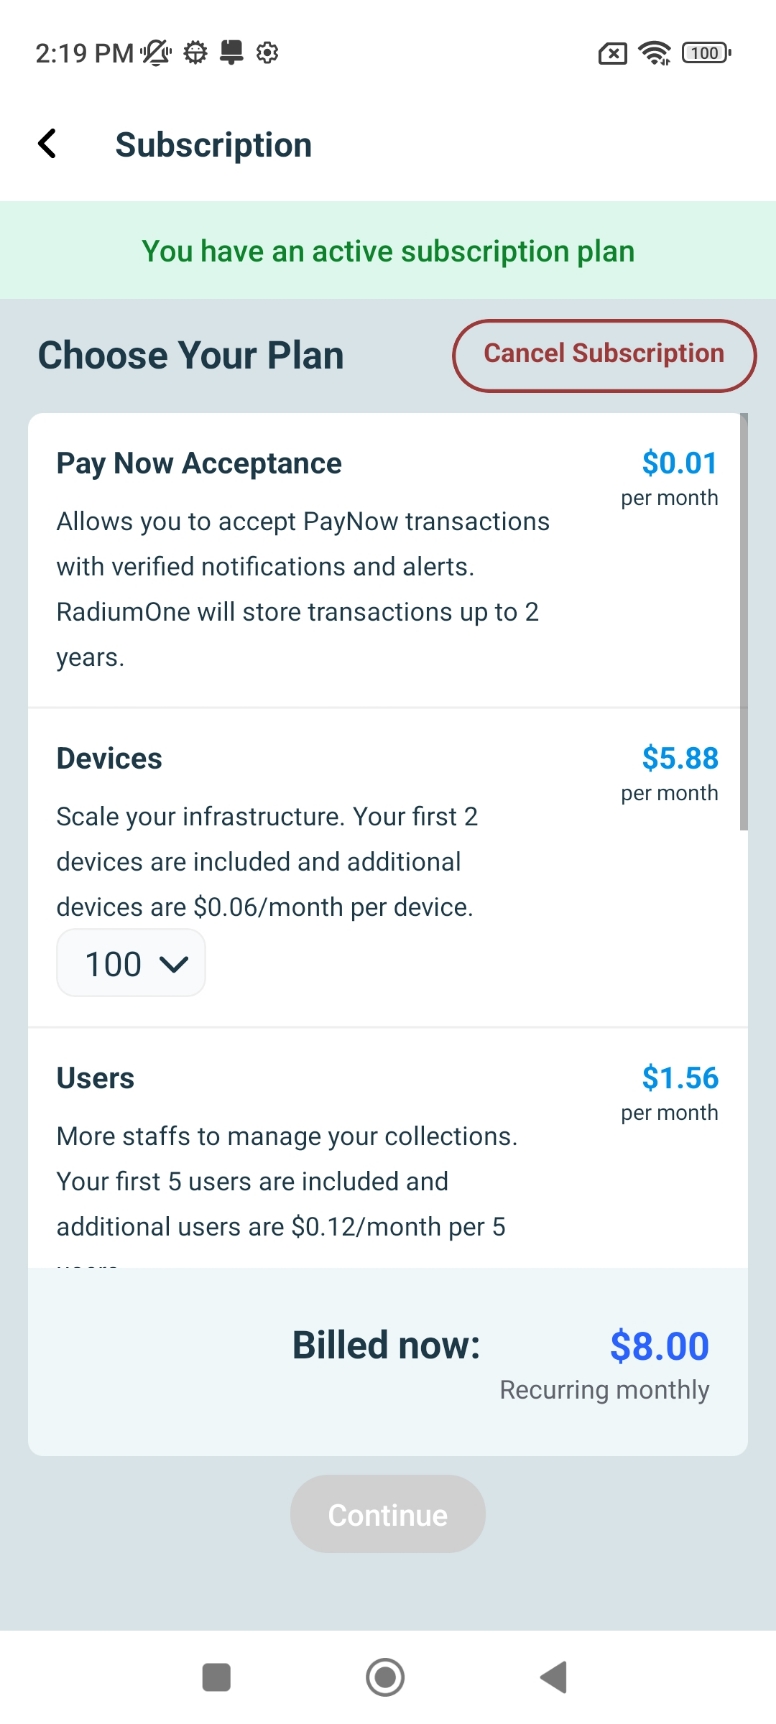 2:19 PM
100
Subscription
You have an active subscription plan
Choose Your Plan
Cancel Subscription
Pay Now Acceptance
$0.01
per month
Allows you to accept PayNow transactions
with verified notifications and alerts.
RadiumOne will store transactions up to 2
years.
Devices
$5.88
per month
Scale your infrastructure. Your first 2
devices are included and additional
devices are $0.06/month per device.
100
Users
$1.56
per month
More staffs to manage your collections.
Your first 5 users are included and
additional users are $0.12/month per 5
Billed now:
$8.00
Recurring monthly
Continue